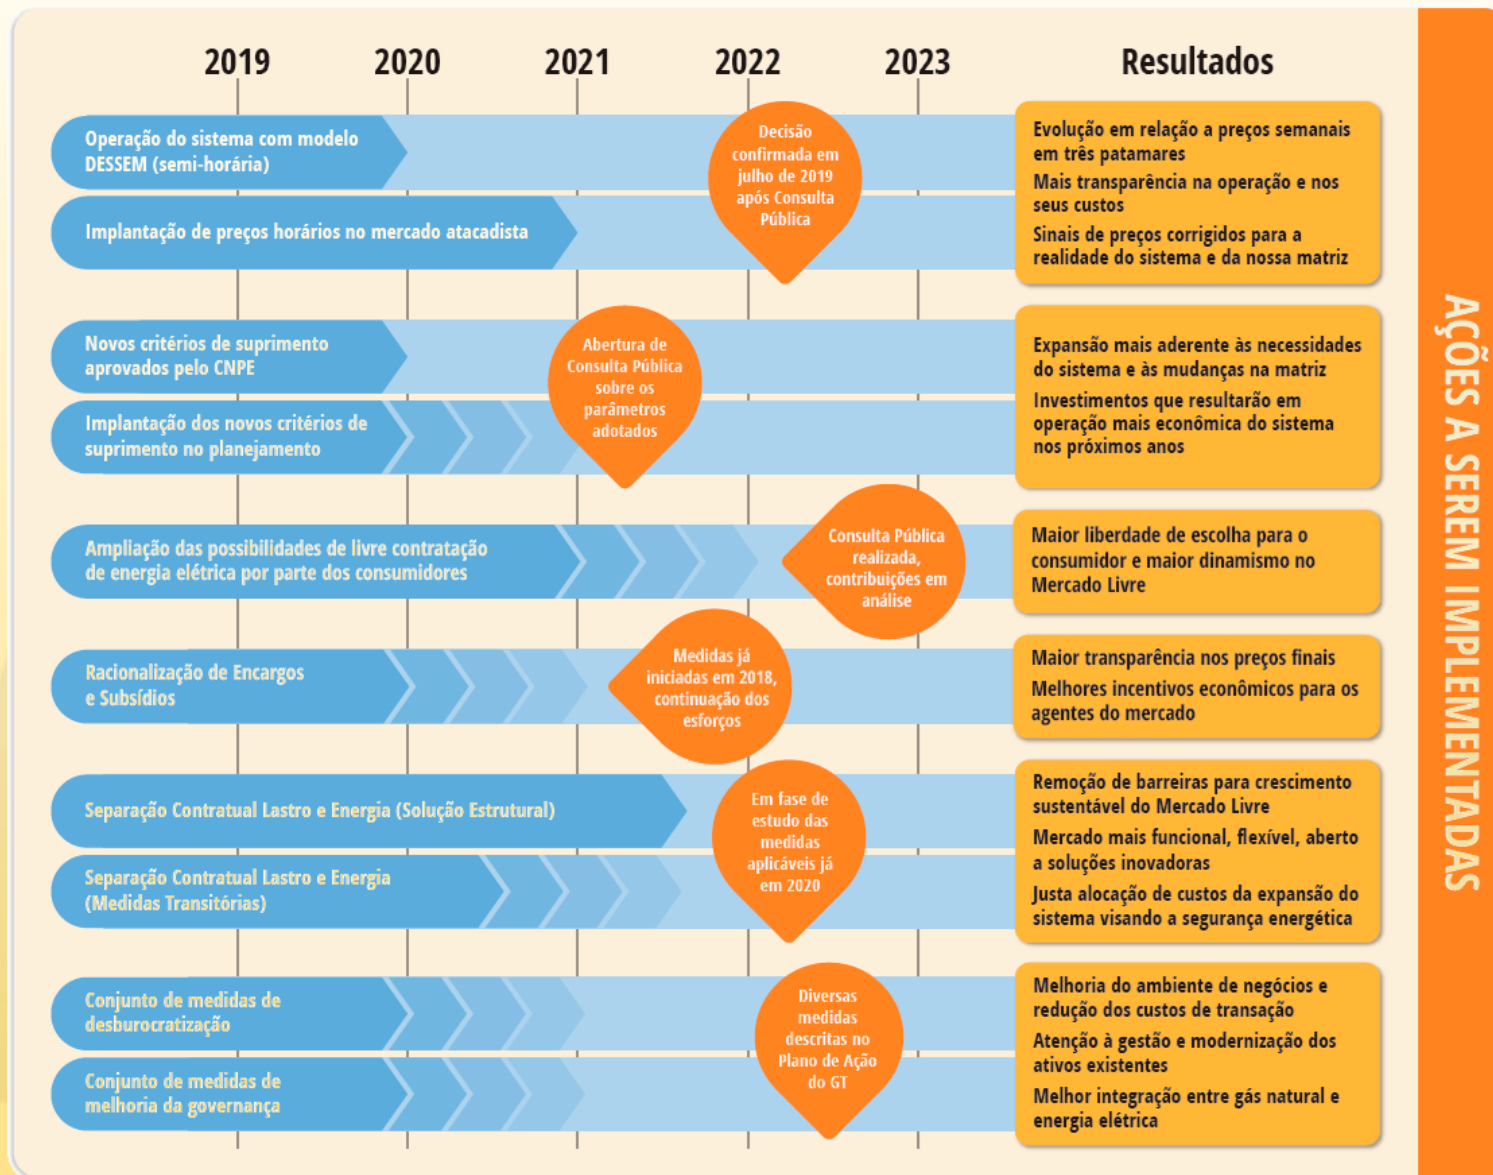 2019 2020 2021 2022 2023 Resultados
Operação do sistema com modelo
DESSEM (semi-horária)
Implantação de preços horários no mercado atacadista
Decisão
confirmada em
julho de 2019
após Consulta
Pública
Evolução em relação a preços semanais
em três patamares
Mais transparência na operação e nos
seus custos
Sinais de preços corrigidos para a
realidade do sistema e da nossa matriz
Novos critérios de suprimento
aprovados pelo CNPE
Implantação dos novos critérios de
suprimento no planejamento
Abertura de
Consulta Pública
sobre os
parâmetros
adotados
Expansão mais aderente às necessidades
do sistema e às mudanças na matriz
Investimentos que resultarão em
operação mais econômica do sistema
nos próximos anos
Ampliação das possibilidades de livre contratação
de energia elétrica por parte dos consumidores
Consulta Pública
realizada,
contribuições em
análise
Maior liberdade de escolha para o
consumidor e maior dinamismo no
Mercado Livre
Racionalização de Encargos
e Subsídios
Medidas já
iniciadas em 2018,
continuação dos
esforços
Maior transparência nos preços finais
Melhores incentivos econômicos para os
agentes do mercado
Separação Contratual Lastro e Energia (Solução Estrutural)
Separação Contratual Lastro e Energia
(Medidas Transitórias)
Em fase de
estudo das
medidas
aplicáveis já
em 2020
Remoção de barreiras para crescimento
sustentável do Mercado Livre
Mercado mais funcional, flexível, aberto
a soluções inovadoras
Justa alocação de custos da expansão do
sistema visando a segurança energética
Conjunto de medidas de
desburocratização
Conjunto de medidas de
melhoria da governança
Diversas
medidas
descritas no
Plano de Ação
do GT
Melhoria do ambiente de negócios e
redução dos custos de transação
Atenção à gestão e modernização dos
ativos existentes
Melhor integração entre gás natural e
energia elétrica
AÇÕES A SEREM IMPLEMENTADAS